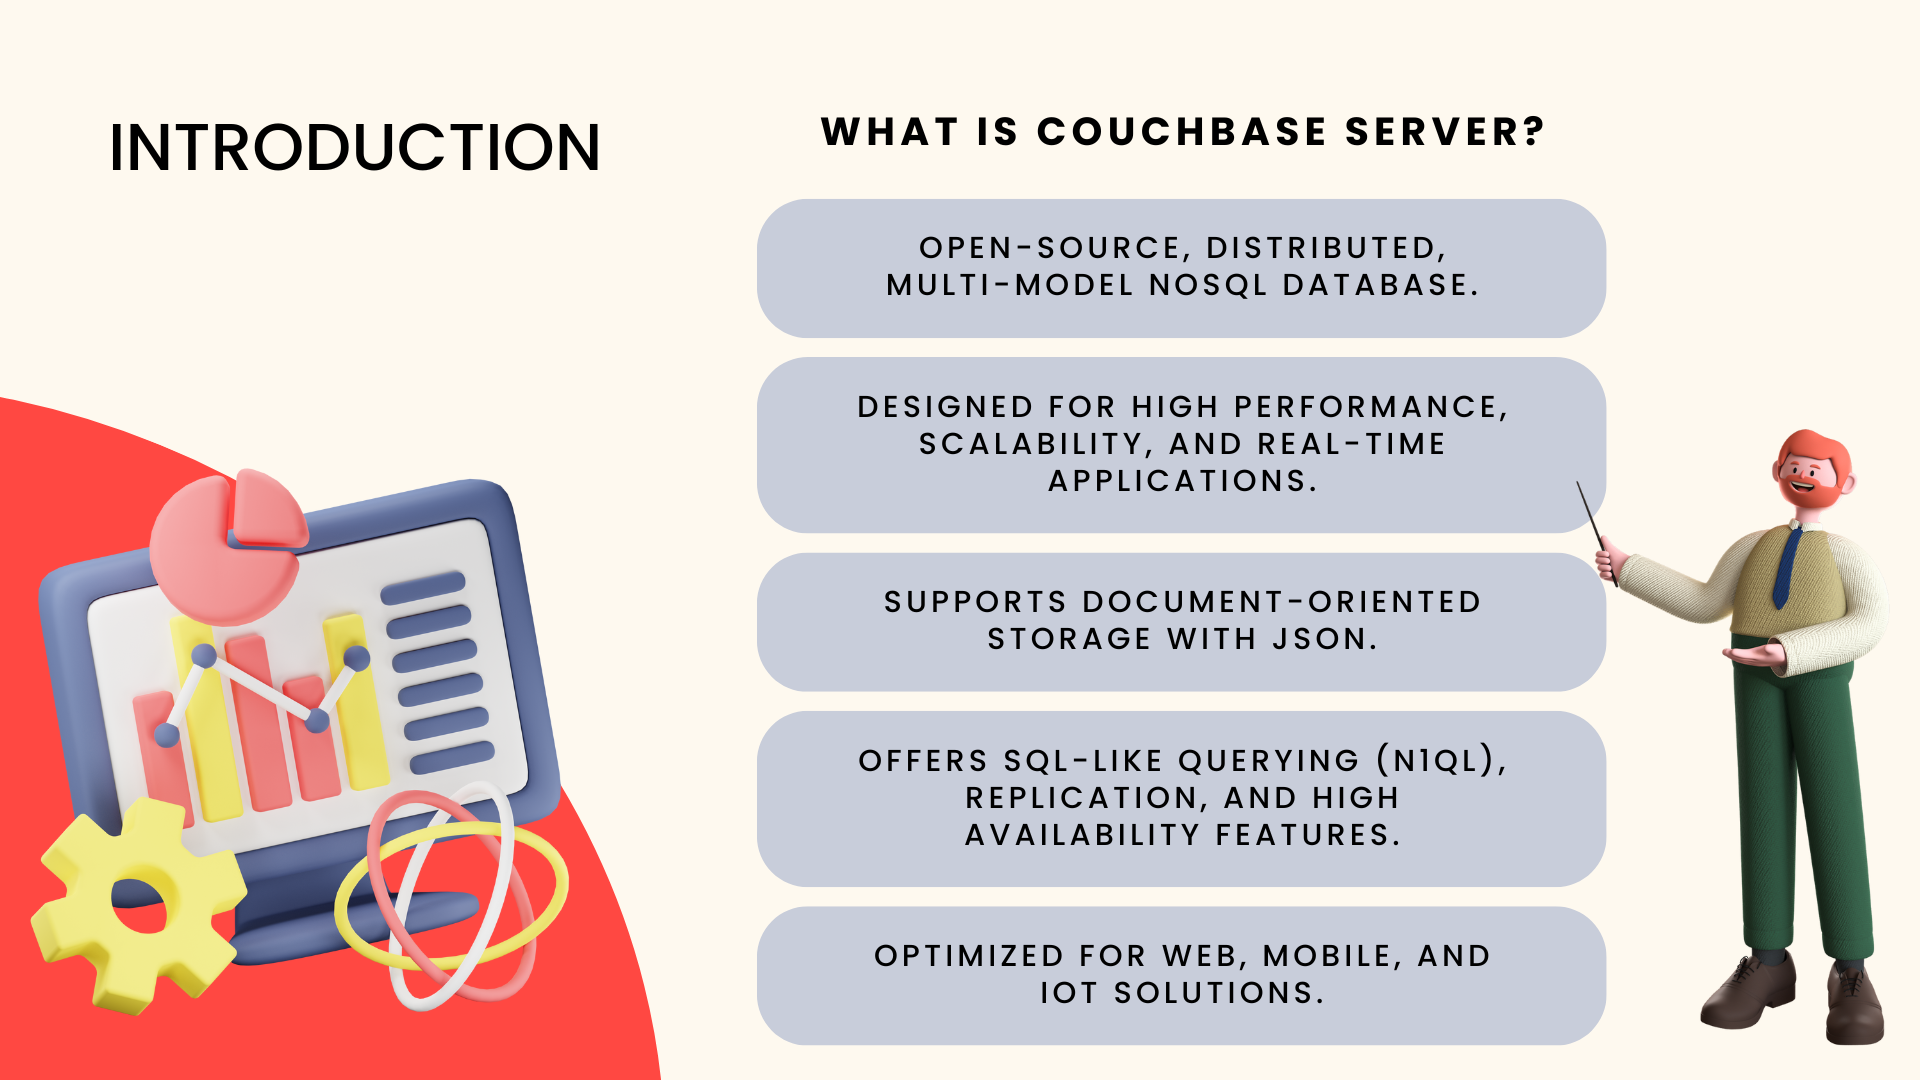 INTRODUCTION
WHAT IS COUCHBASE SERVER?
OPEN-SOURCE, DISTRIBUTED,
MULTI-MODEL NOSQL DATABASE.
DESIGNED FOR HIGH PERFORMANCE,
SCALABILITY, AND REAL-TIME
APPLICATIONS.
SUPPORTS DOCUMENT-ORIENTED
STORAGE WITH JSON.
OFFERS SQL-LIKE QUERYING (N1QL),
REPLICATION, AND HIGH
AVAILABILITY FEATURES.
OPTIMIZED FOR WEB, MOBILE, AND
IOT SOLUTIONS.